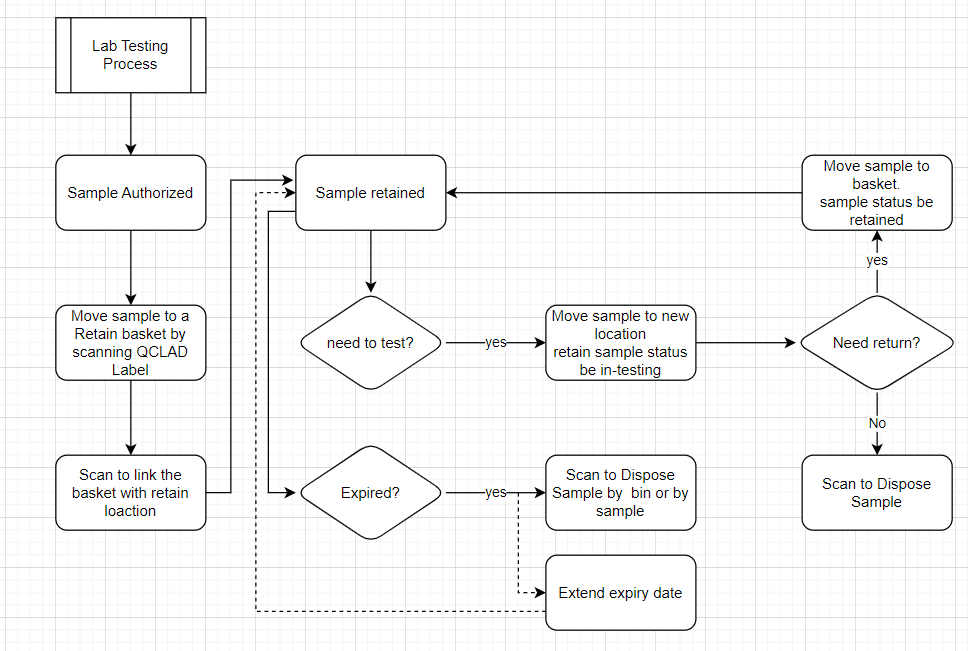 Lab Testing
Process
Sample Authorized
Move sample to a
Retain basket by
scanning QCLAD
Label
Scan to link the
basket with retain
loaction
Sample retained
need to test?
yes
Move sample to new
location
retain sample status
be in-testing
Need return?
yes
Move sample to
basket.
sample status be
retained
No
Scan to Dispose
Sample
Expired?
yes
Scan to Dispose
Sample by  bin or by
sample
Extend expiry date